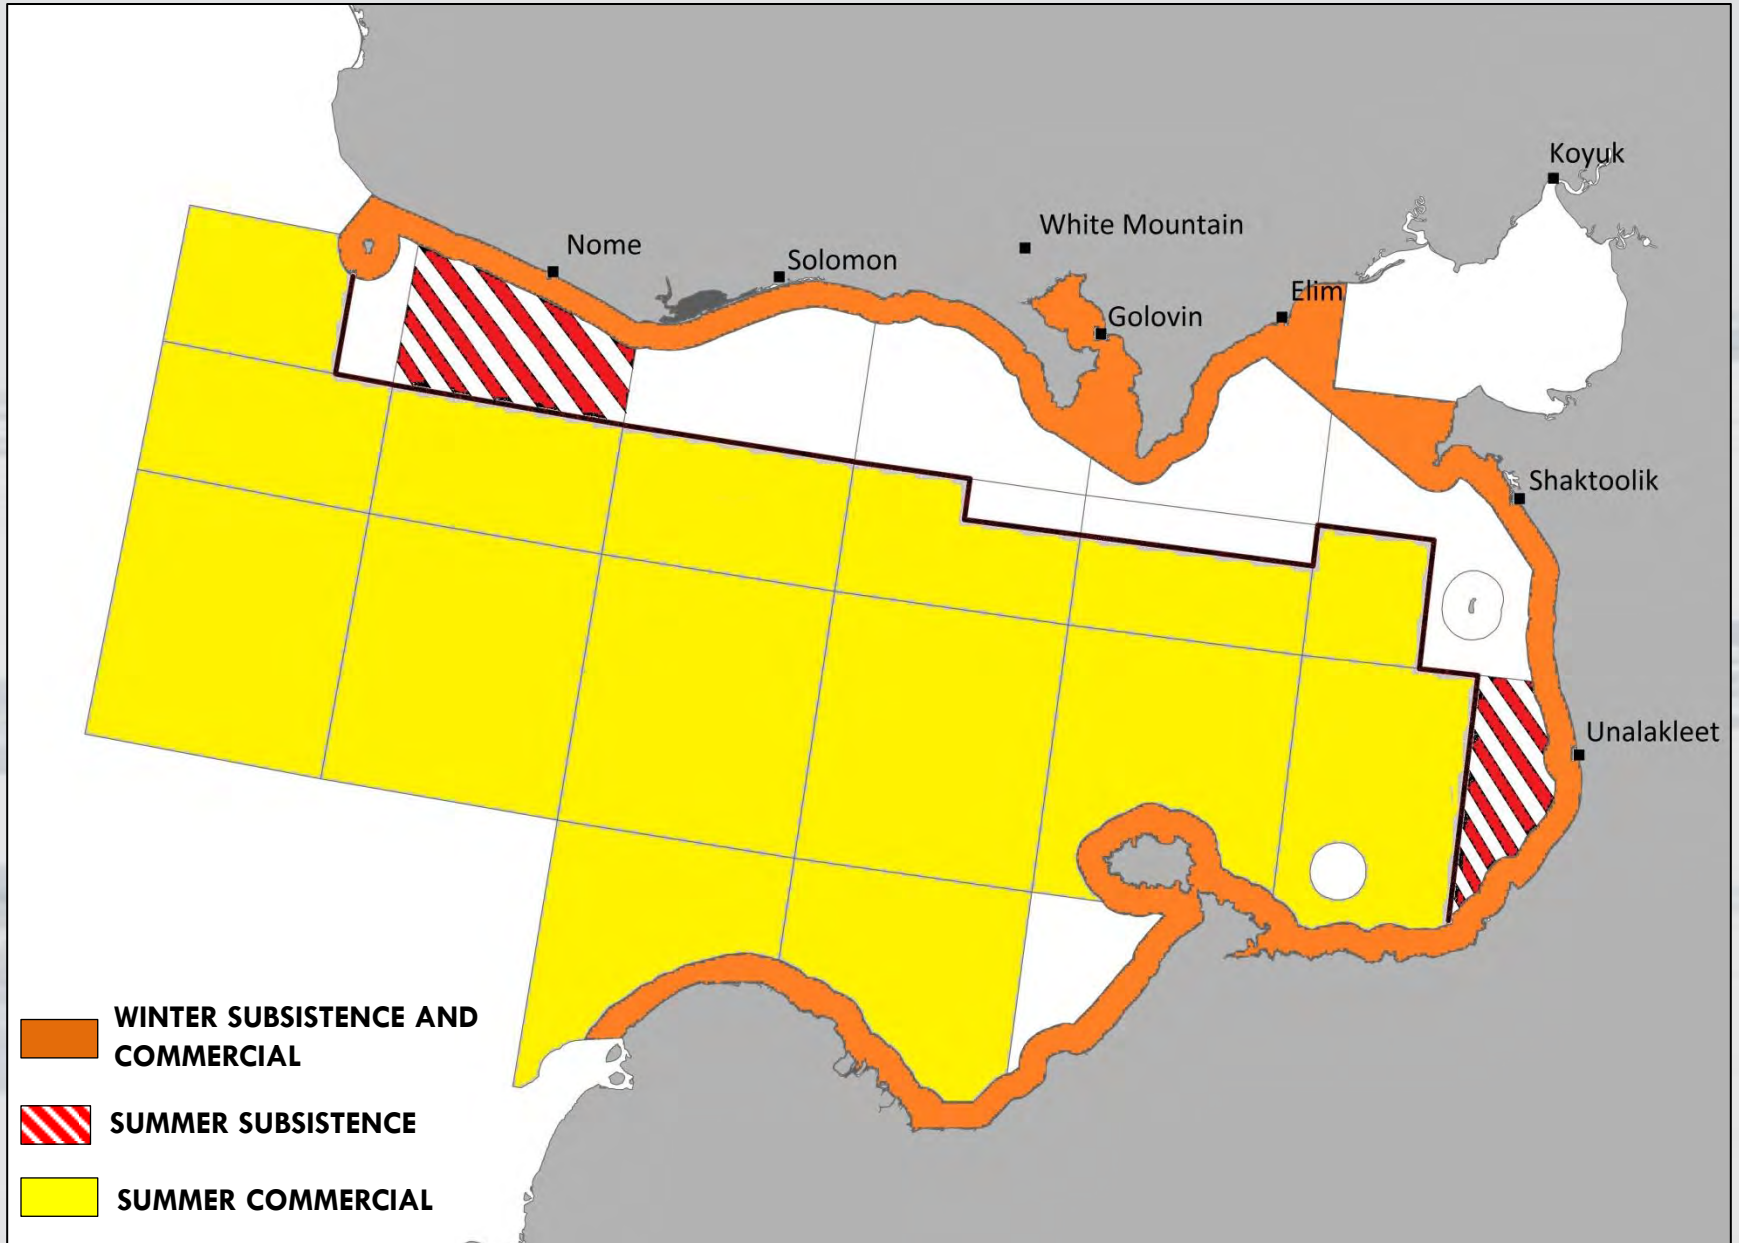 Koyuk
White Mountain
Nome
Solomon
Elim
Golovin
Shaktoolik
Unalakleet
WINTER SUBSISTENCE AND
COMMERCIAL
SUMMER SUBSISTENCE
SUMMER COMMERCIAL